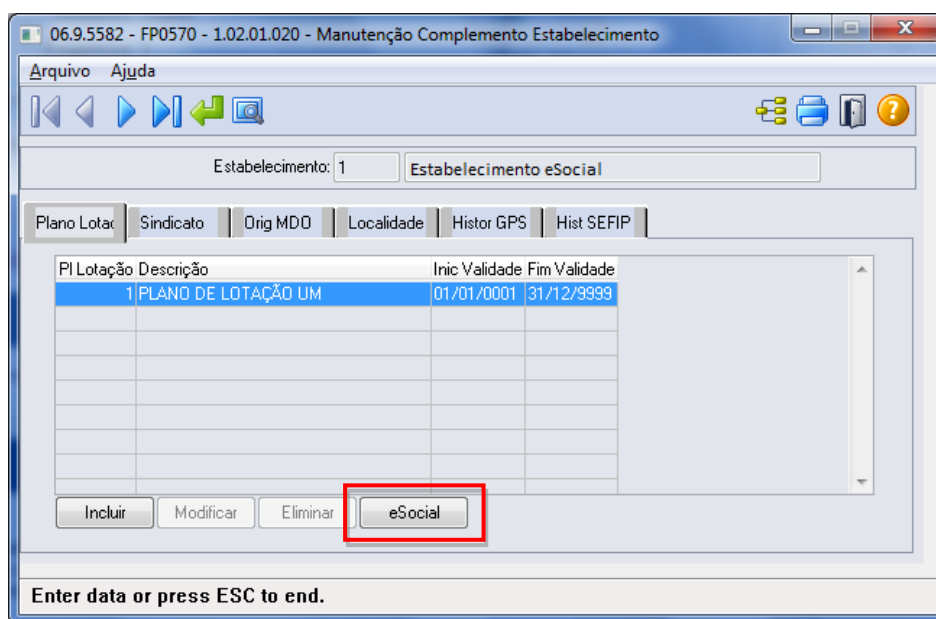 06.9.5582 - FP0570 - 1.02.01.020 - Manutenção Complemento Estabelecimento
Arquivo Ajuda
Estabelecimento: 1 Estabelecimento eSocial
Plano Lotaç Sindicato Orig MDO Localidade Histor GPS Hist SEFIP
Pl Lotação Descrição Inic Validade Fim Validade
1 PLANO DE LOTAÇÃO UM 01/01/0001 31/12/9999
Incluir Modificar Eliminar eSocial
Enter data or press ESC to end.